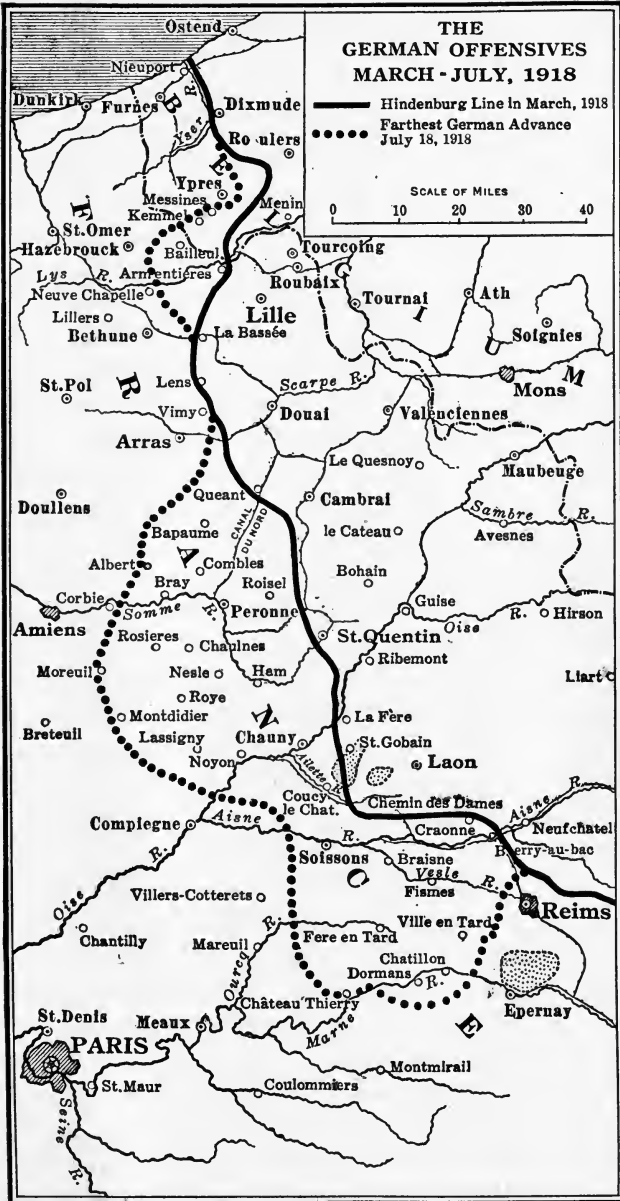 THE
GERMAN OFFENSIVES
MARCH - JULY, 1918
Hindenburg Line in March, 1918
Farthest German Advance
July 18, 1918
SCALE OF MILES
0 10 20 30 40
Ostend
Nieuport
Dunkirk
Furnes
Dixmude
Yser R.
Roulers
BELGIUM
Ypres
Messines
Kemmel
Menin
St.Omer
Hazebrouck
Bailleul
Tourcoing
Lys R.
Armentières
Roubaix
Neuve Chapelle
Tournai
Ath
Lillers
Lille
Soignies
Bethune
La Bassée
Mons
St.Pol
Lens
Scarpe R.
Vimy
Douai
Valenciennes
Arras
FRANCE
Le Quesnoy
Maubeuge
Doullens
Queant
Cambrai
CANAL
DU NORD
Sambre R.
Bapaume
le Cateau
Avesnes
Albert
Combles
Bohain
Bray
Roisel
Corbie
Somme R.
Peronne
Guise
Hirson
Amiens
Oise R.
Rosieres
Chaulnes
St.Quentin
Moreuil
Nesle
Ham
Ribemont
Liart
Roye
Breteuil
Montdidier
La Fère
Lassigny
Chauny
St.Gobain
Noyon
Laon
Ailette R.
Coucy
le Chat.
Chemin des Dames
Aisne R.
Compiegne
Aisne R.
Craonne
Neufchatel
Soissons
Berry-au-bac
Braisne
Vesle R.
Fismes
Oise R.
Villers-Cotterets
Reims
Chantilly
Mareuil
Ourcq R.
Fere en Tard
Ville en Tard
Chatillon
Dormans
R.
Château Thierry
Epernay
St.Denis
Meaux
Marne
PARIS
Montmirail
St.Maur
Coulommiers
Seine R.